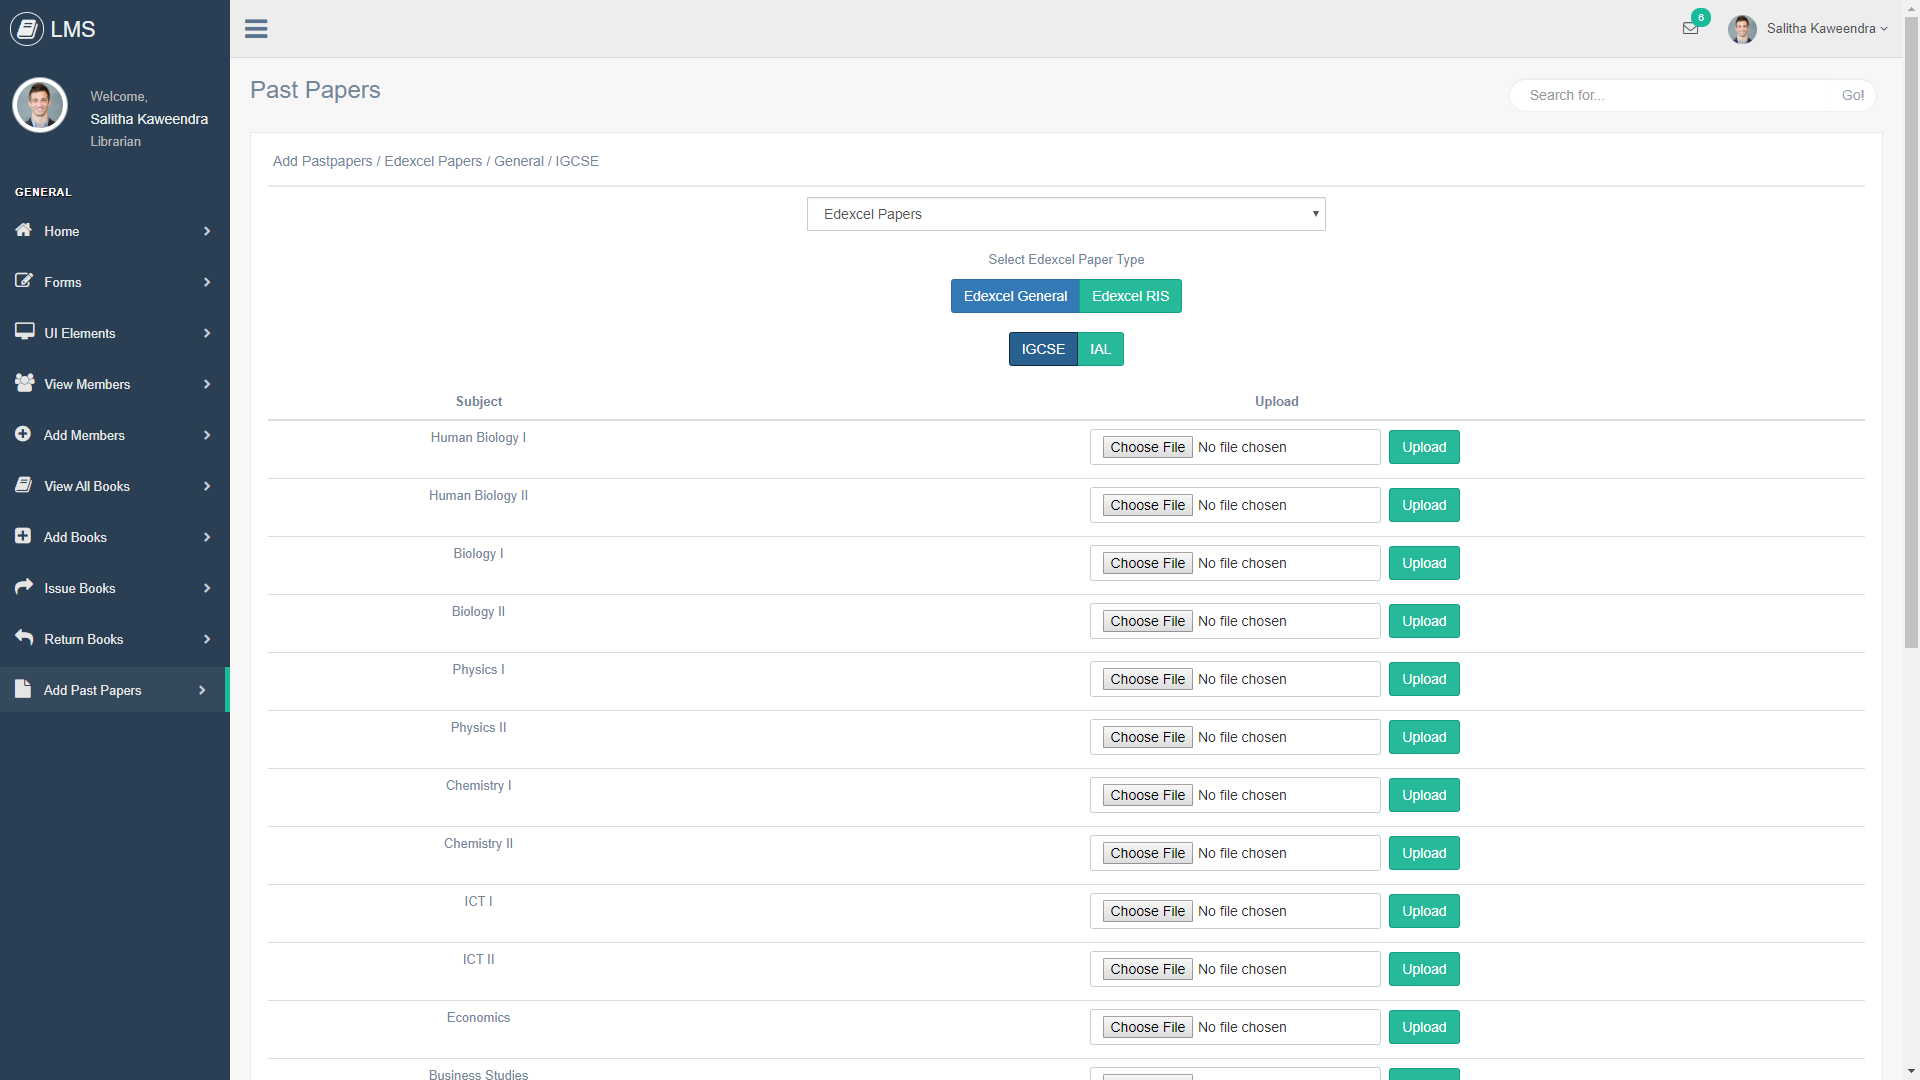 LMS
6
Salitha Kaweendra
Welcome,
Salitha Kaweendra
Librarian
Past Papers
Search for...
Go!
GENERAL
Home
Forms
UI Elements
View Members
Add Members
View All Books
Add Books
Issue Books
Return Books
Add Past Papers
Add Pastpapers / Edexcel Papers / General / IGCSE
Edexcel Papers
Select Edexcel Paper Type
Edexcel General Edexcel RIS
IGCSE IAL
Subject Upload
Human Biology I Choose File No file chosen Upload
Human Biology II Choose File No file chosen Upload
Biology I Choose File No file chosen Upload
Biology II Choose File No file chosen Upload
Physics I Choose File No file chosen Upload
Physics II Choose File No file chosen Upload
Chemistry I Choose File No file chosen Upload
Chemistry II Choose File No file chosen Upload
ICT I Choose File No file chosen Upload
ICT II Choose File No file chosen Upload
Economics Choose File No file chosen Upload
Business Studies